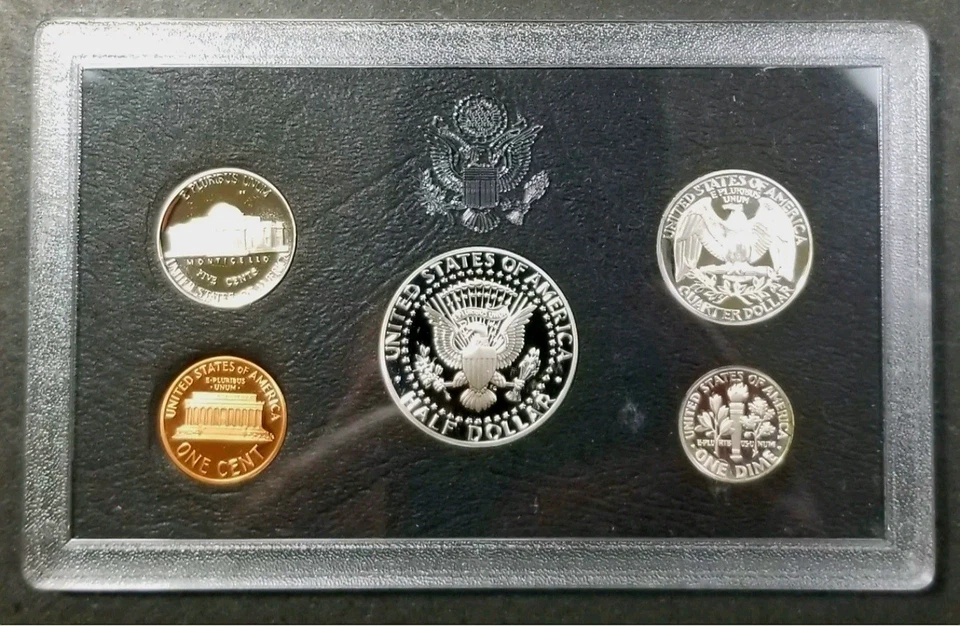 E PLURIBUS UNUM
MONTICELLO
FIVE CENTS
UNITED STATES OF AMERICA
UNITED STATES OF AMERICA
HALF DOLLAR
UNITED STATES OF AMERICA
E PLURIBUS
UNUM
QUARTER DOLLAR
UNITED STATES OF AMERICA
E·PLURIBUS
·UNUM·
ONE CENT
UNITED STATES OF AMERICA
E·PLURIBUS·UNUM
ONE DIME